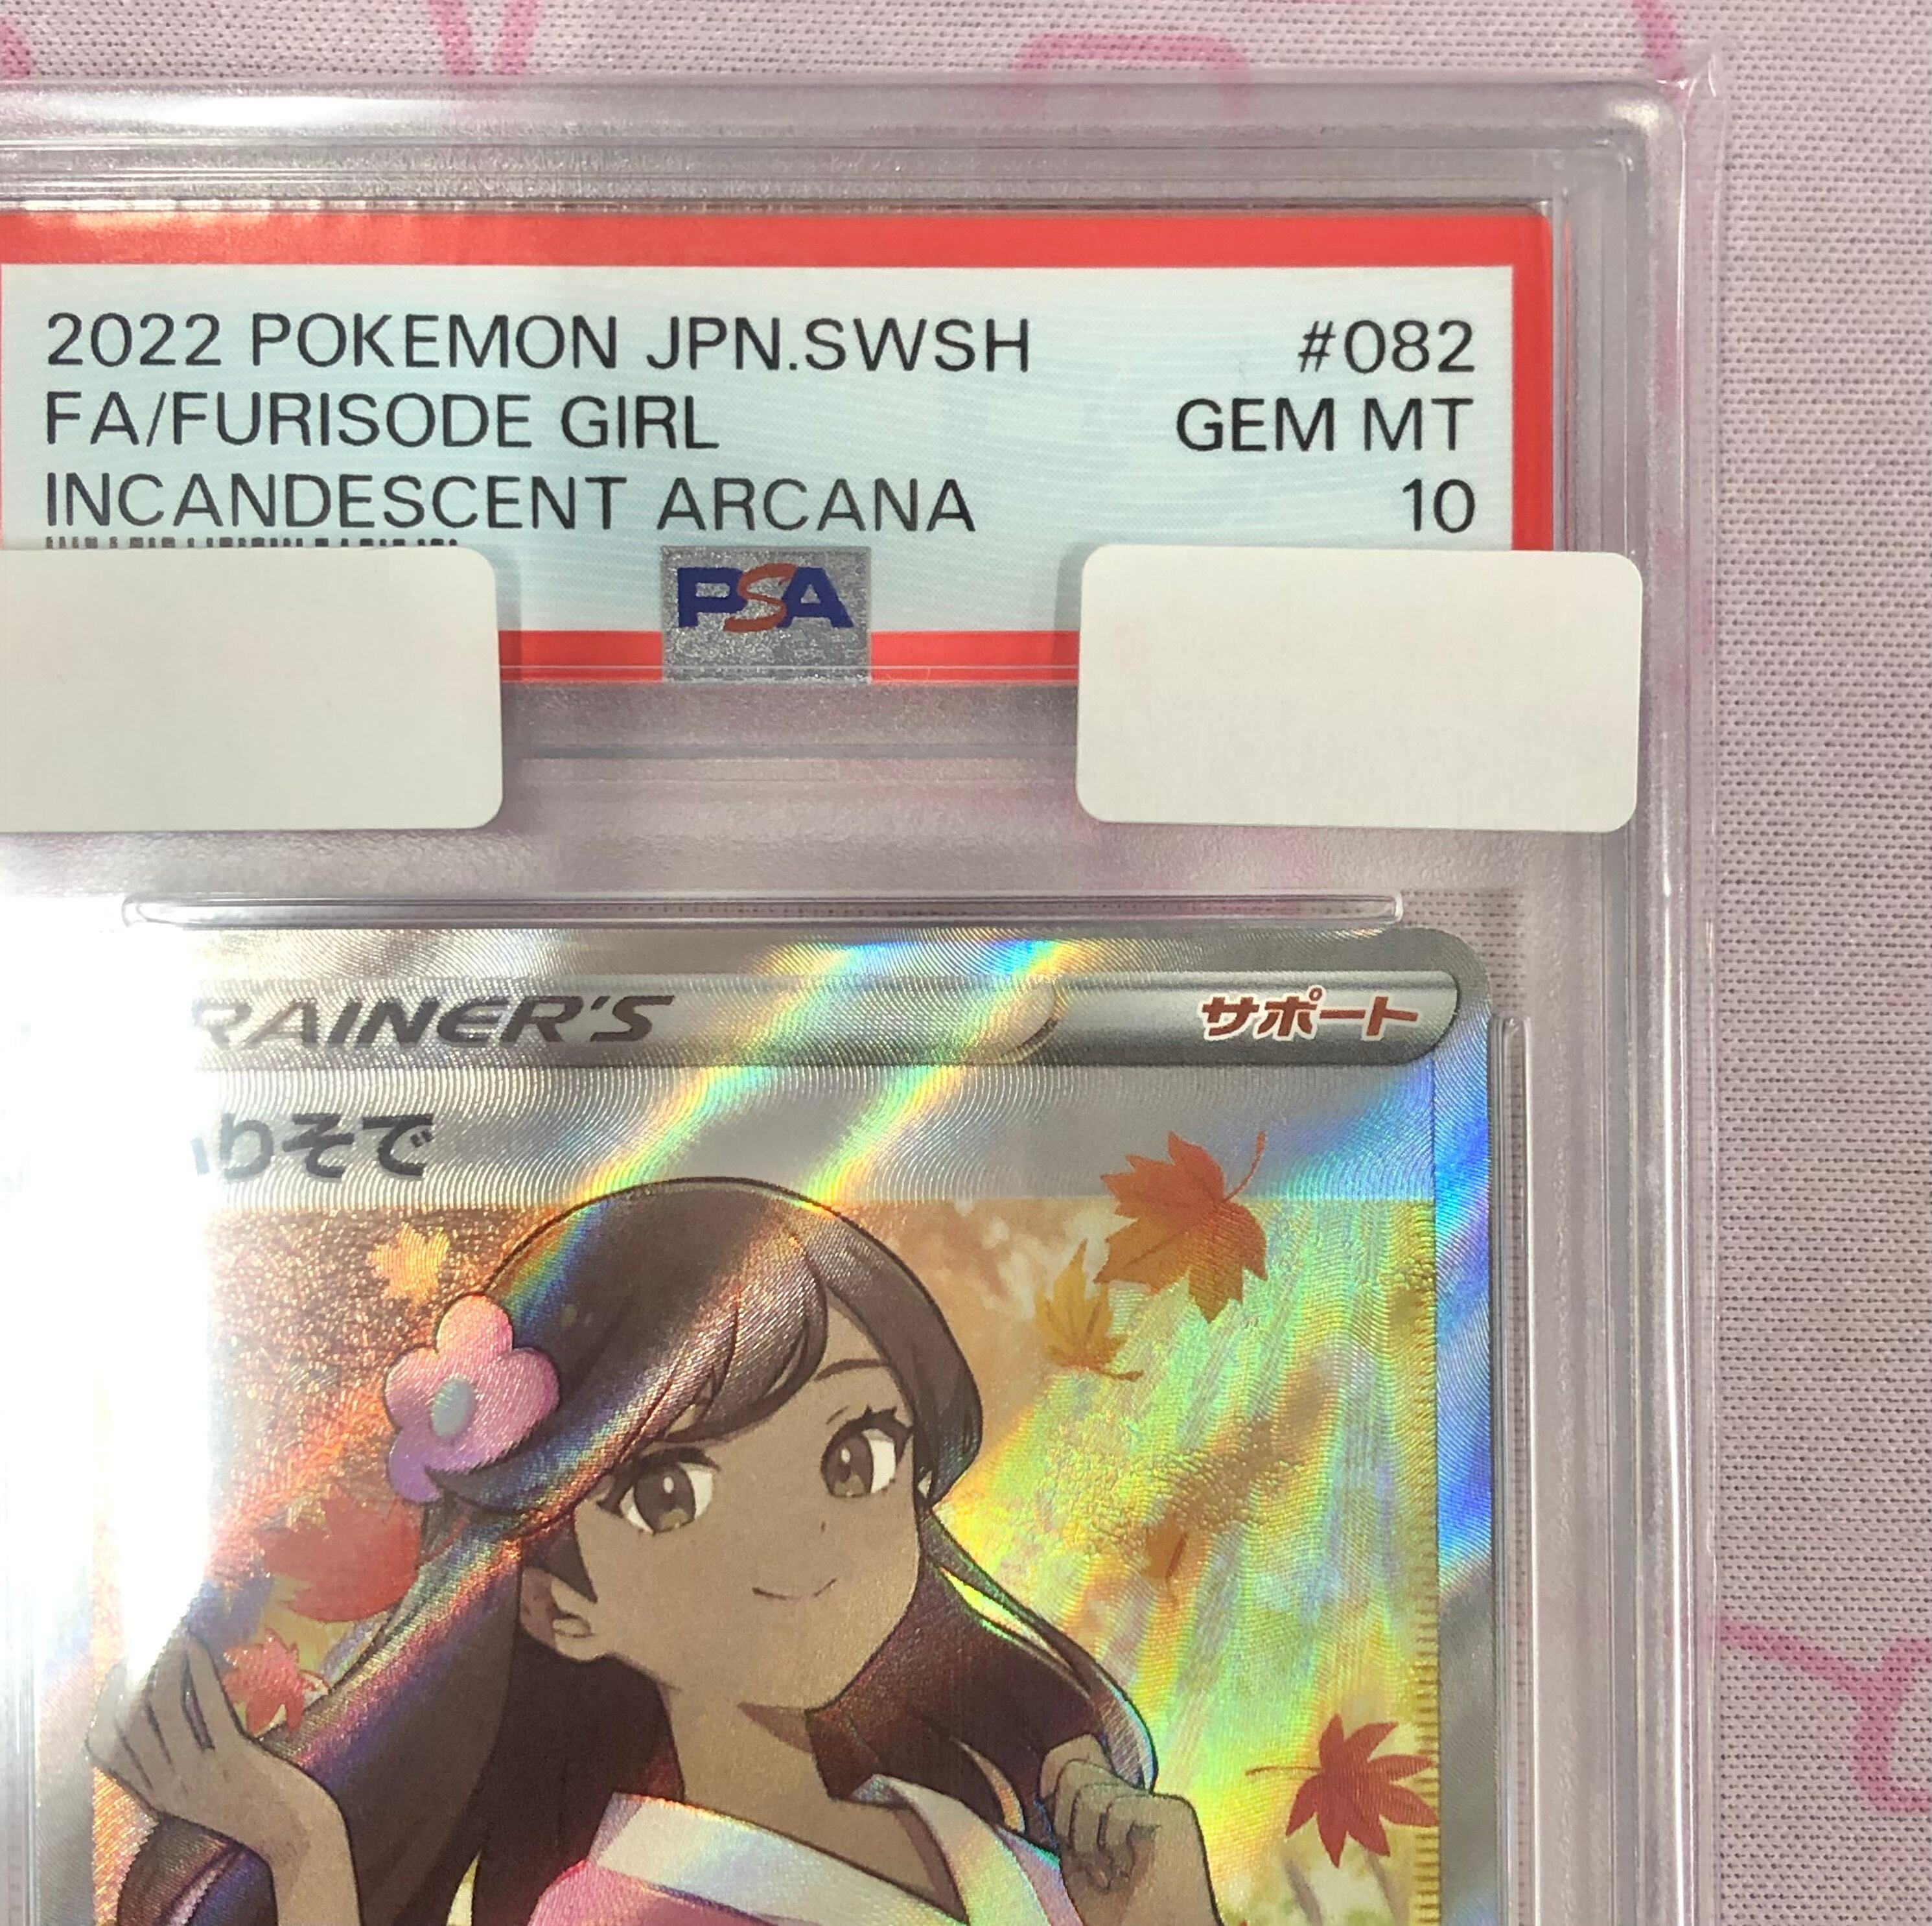 2022 POKEMON JPN.SWSH #082
FA/FURISODE GIRL GEM MT
INCANDESCENT ARCANA 10
PSA
RAINER'S サポート
りそで